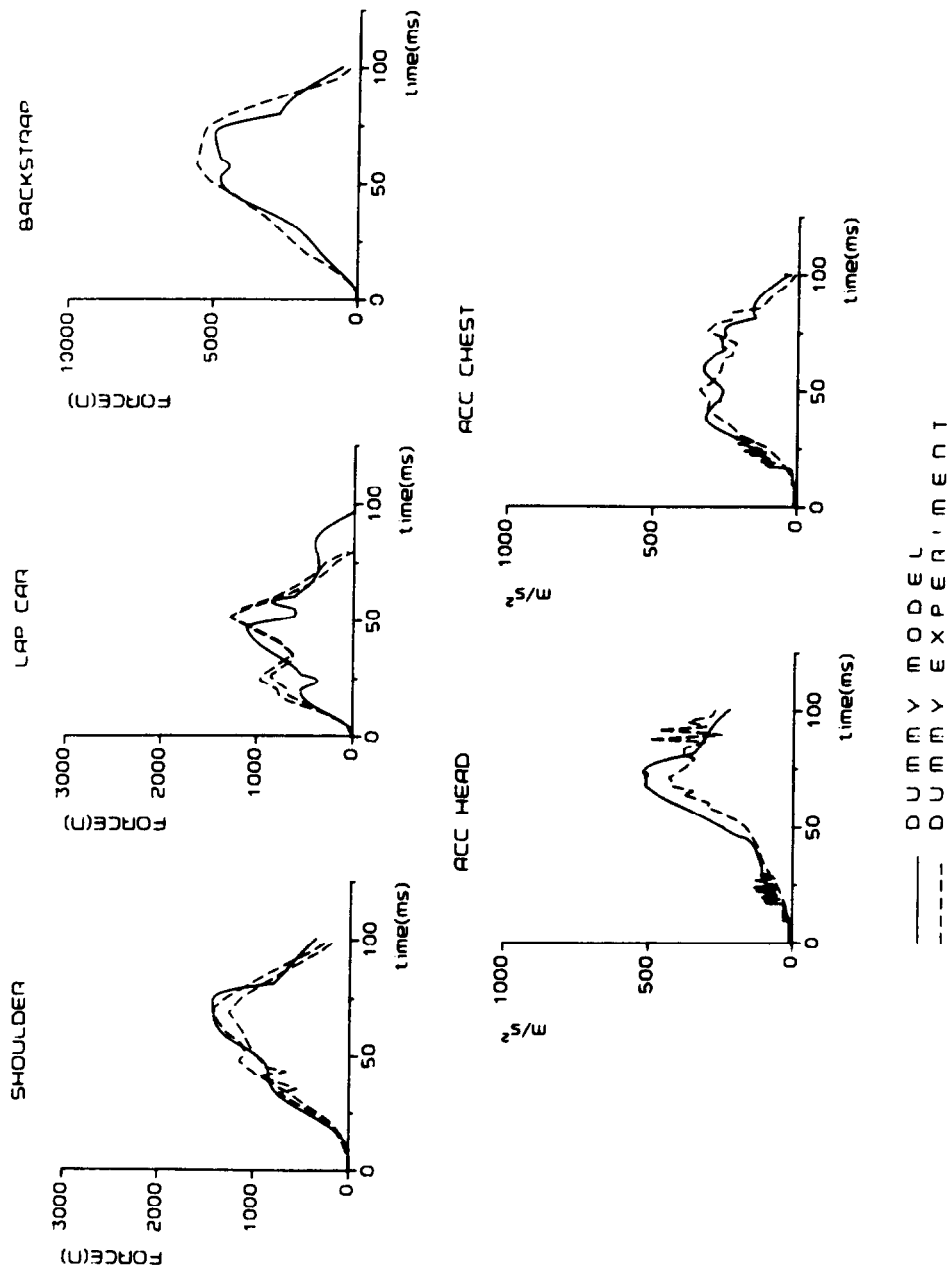 SHOULDER
FORCE(N)
3000
2000
1000
0
0
50
100
time(ms)
LAP CAR
FORCE(N)
3000
2000
1000
0
0
50
100
time(ms)
BACKSTRAP
FORCE(N)
10000
5000
0
0
50
100
time(ms)
ACC HEAD
m/s²
1000
500
0
0
50
100
time(ms)
ACC CHEST
m/s²
1000
500
0
0
50
100
time(ms)
DUMMY MODEL
DUMMY EXPERIMENT